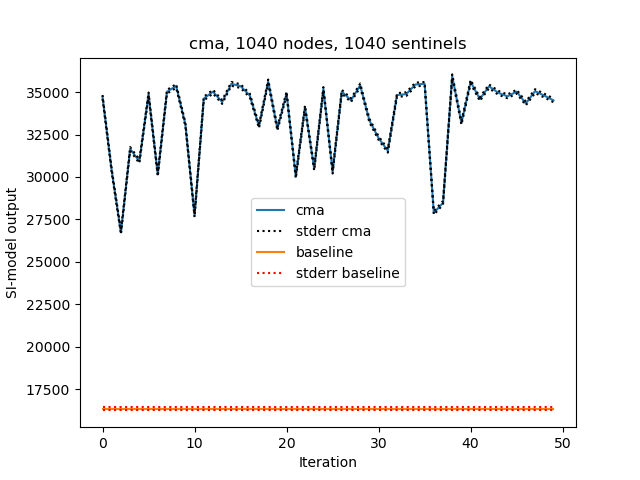 cma, 1040 nodes, 1040 sentinels
35000
32500
30000
27500
25000
22500
20000
17500
SI-model output
cma
stderr cma
baseline
stderr baseline
0 10 20 30 40 50
Iteration